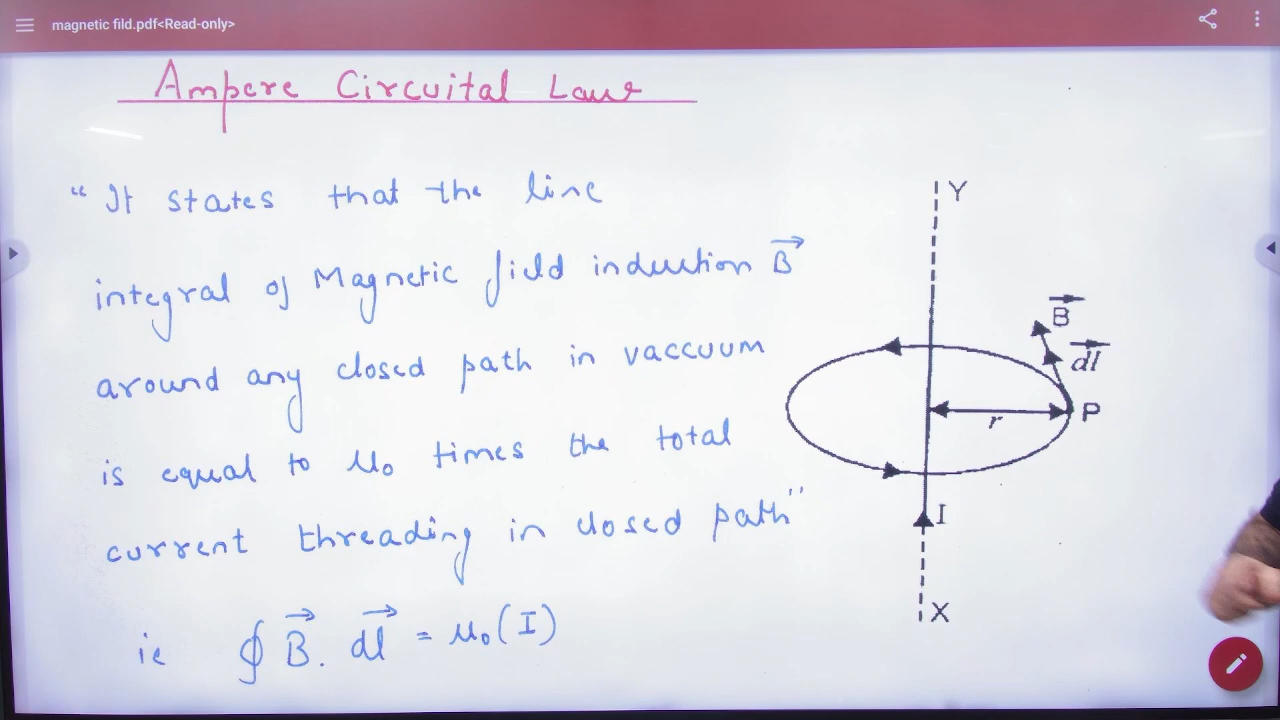 magnetic fild.pdf<Read-only>
Ampere Circuital Law
“ It states that the line
integral of Magnetic field induction B⃗
around any closed path in vaccuum
is equal to μ₀ times the total
current threading in closed path”
ie ∮ B⃗ . dl⃗ = μ₀ (I)
Y
B⃗
dl⃗
r
P
I
X